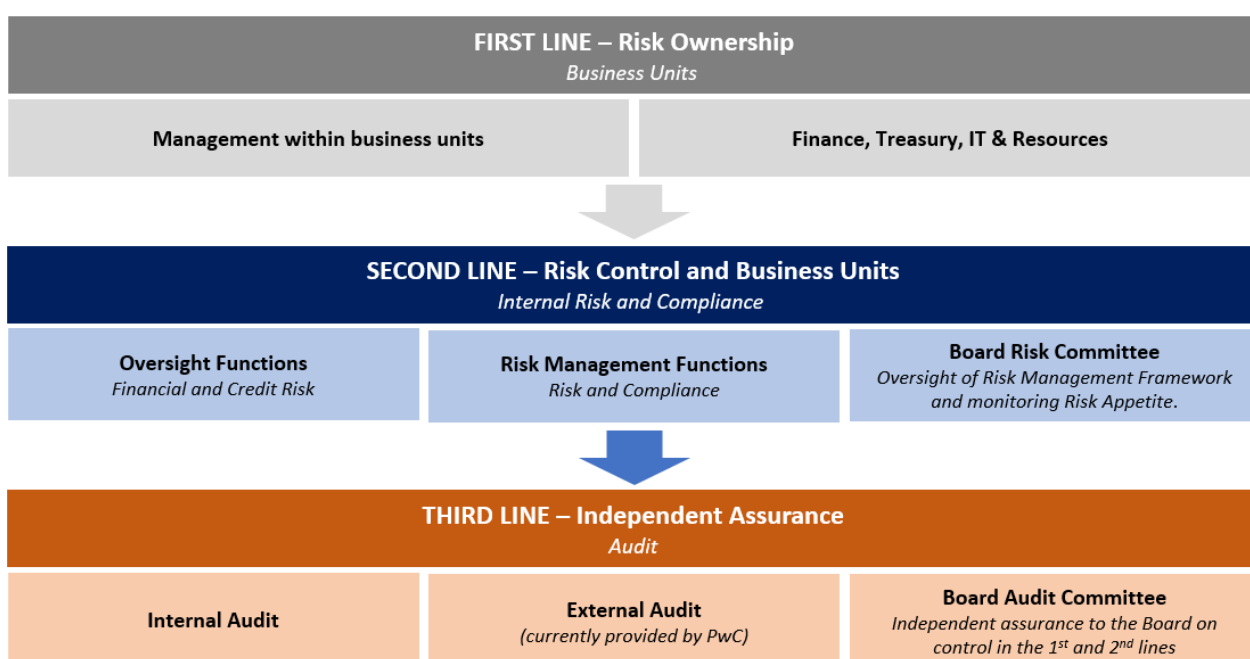 FIRST LINE – Risk Ownership
Business Units
Management within business units
Finance, Treasury, IT & Resources
SECOND LINE – Risk Control and Business Units
Internal Risk and Compliance
Oversight Functions
Financial and Credit Risk
Risk Management Functions
Risk and Compliance
Board Risk Committee
Oversight of Risk Management Framework
and monitoring Risk Appetite.
THIRD LINE – Independent Assurance
Audit
Internal Audit
External Audit
(currently provided by PwC)
Board Audit Committee
Independent assurance to the Board on
control in the 1st and 2nd lines